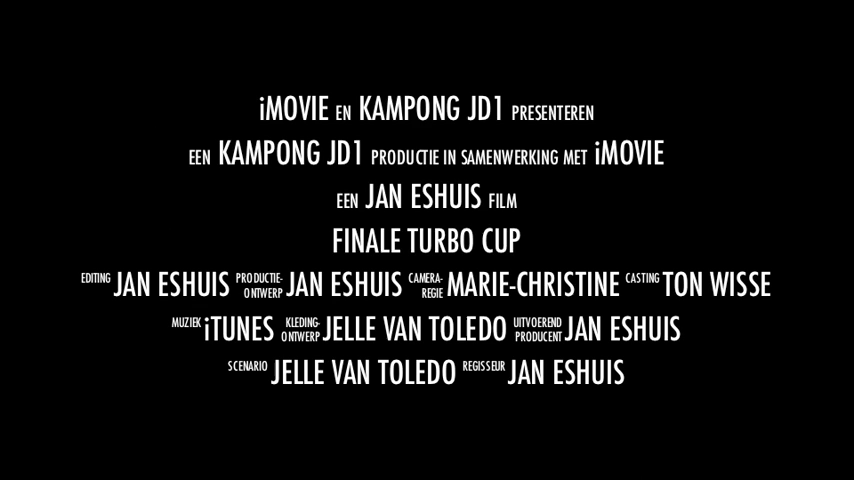 iMOVIE EN KAMPONG JD1 PRESENTEREN
EEN KAMPONG JD1 PRODUCTIE IN SAMENWERKING MET iMOVIE
EEN JAN ESHUIS FILM
FINALE TURBO CUP
EDITING JAN ESHUIS PRODUCTIE-ONTWERP JAN ESHUIS CAMERA-REGIE MARIE-CHRISTINE CASTING TON WISSE
MUZIEK iTUNES KLEDING-ONTWERP JELLE VAN TOLEDO UITVOEREND PRODUCENT JAN ESHUIS
SCENARIO JELLE VAN TOLEDO REGISSEUR JAN ESHUIS